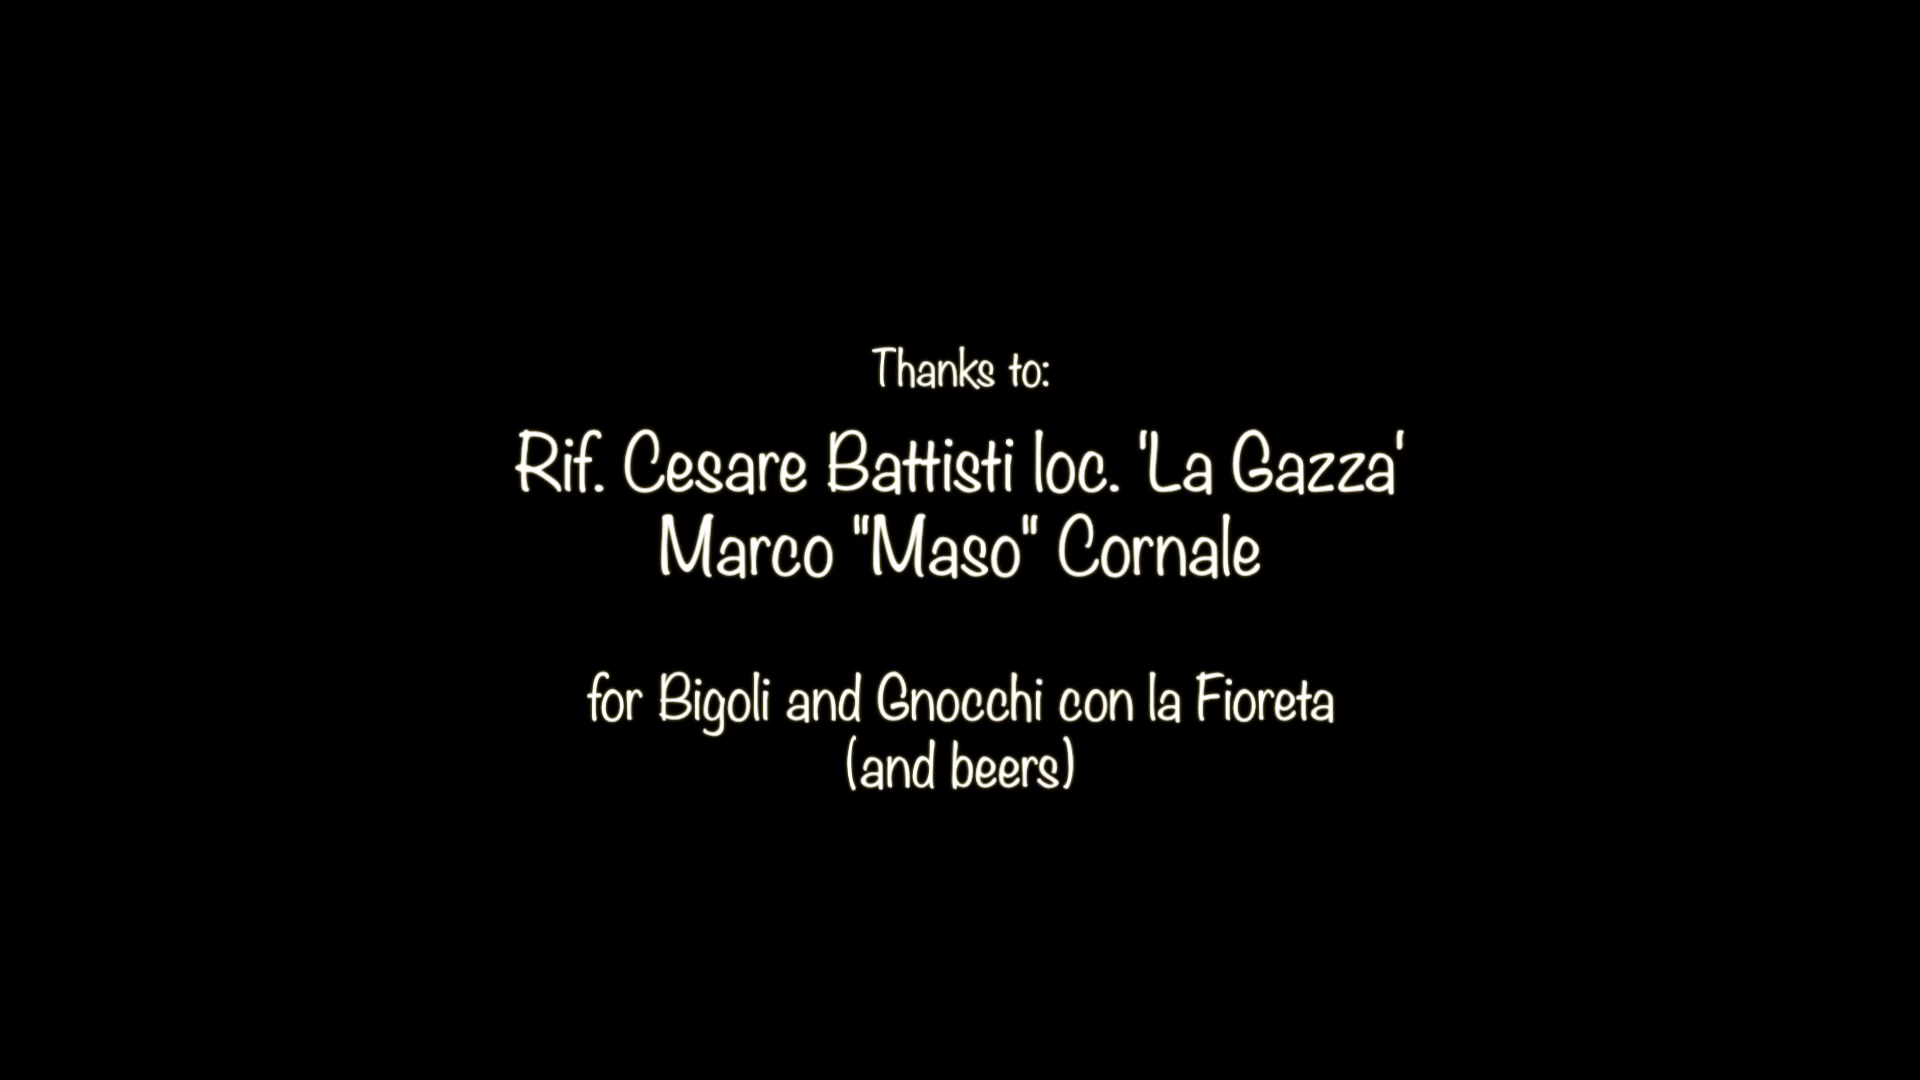 Thanks to:
Rif. Cesare Battisti loc. 'La Gazza'
Marco "Maso" Cornale
for Bigoli and Gnocchi con la Fioreta
(and beers)